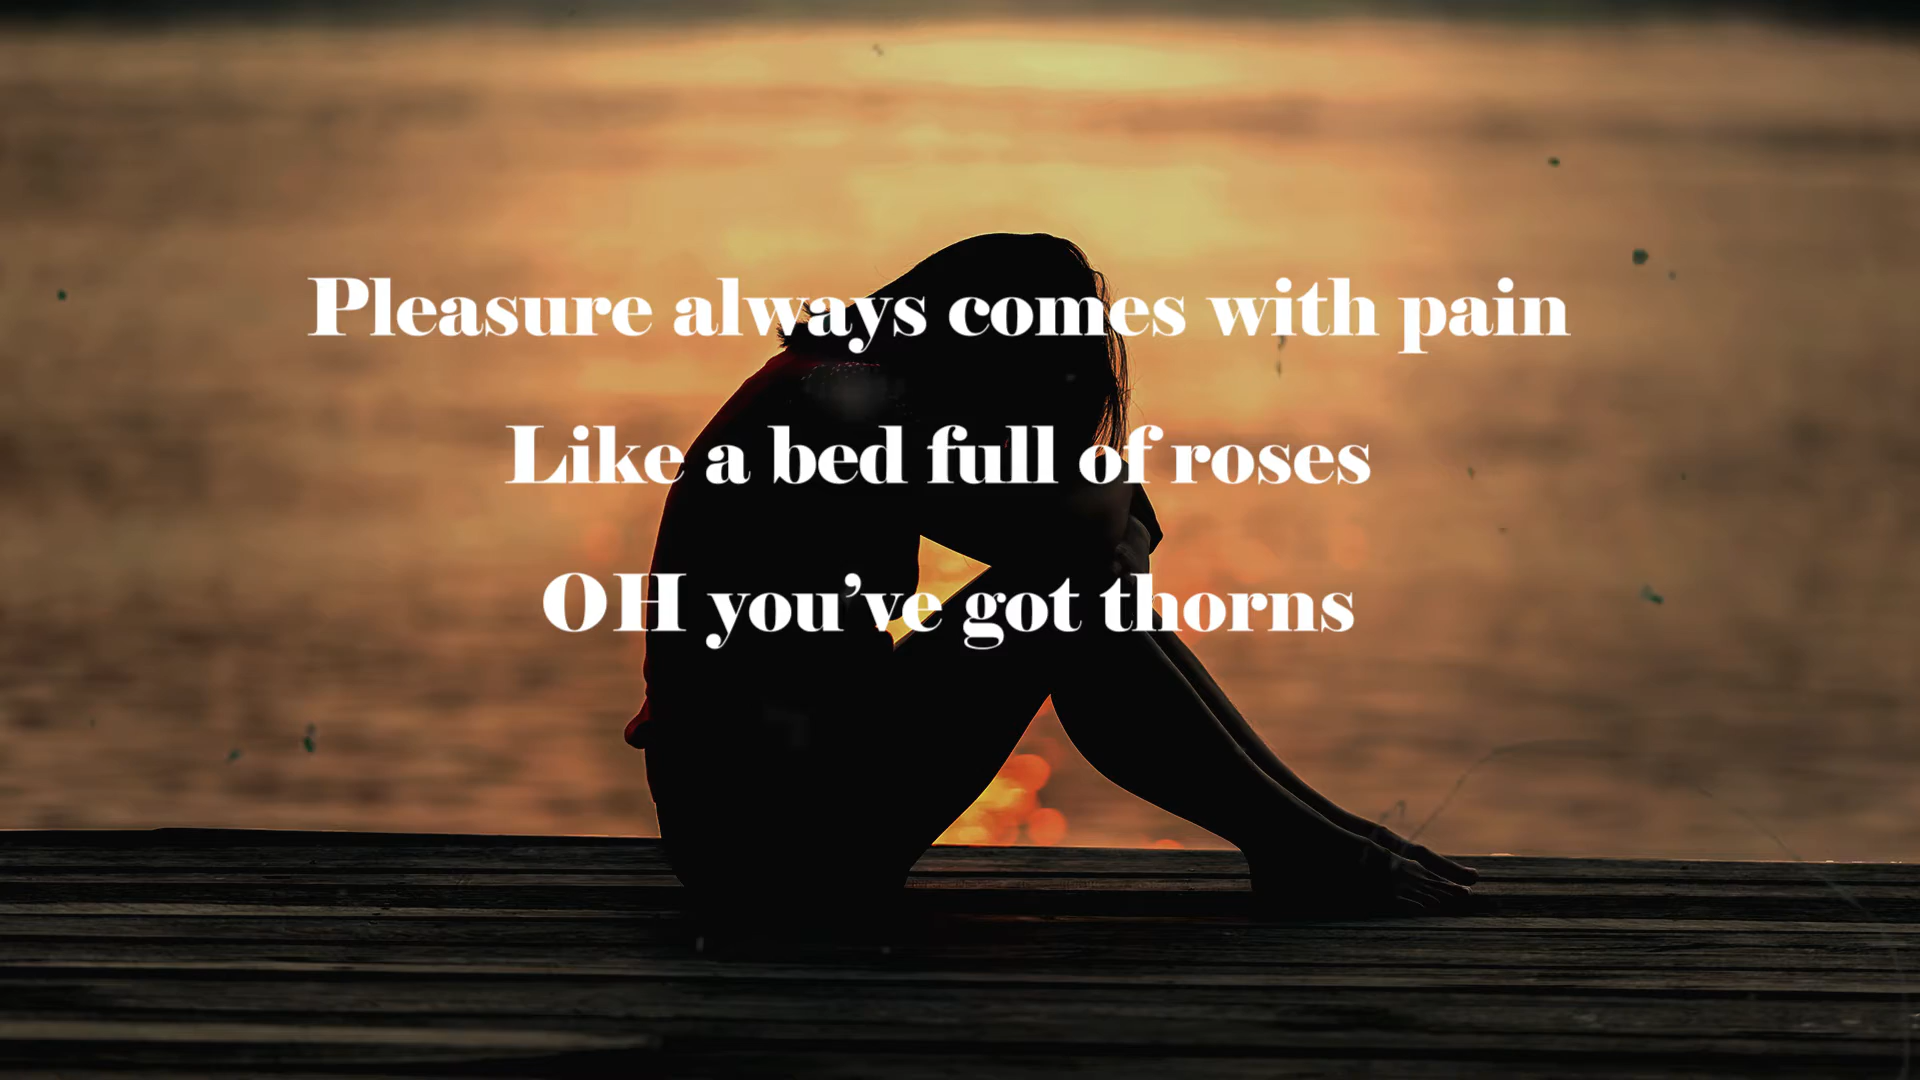 Pleasure always comes with pain
Like a bed full of roses
OH you’ve got thorns